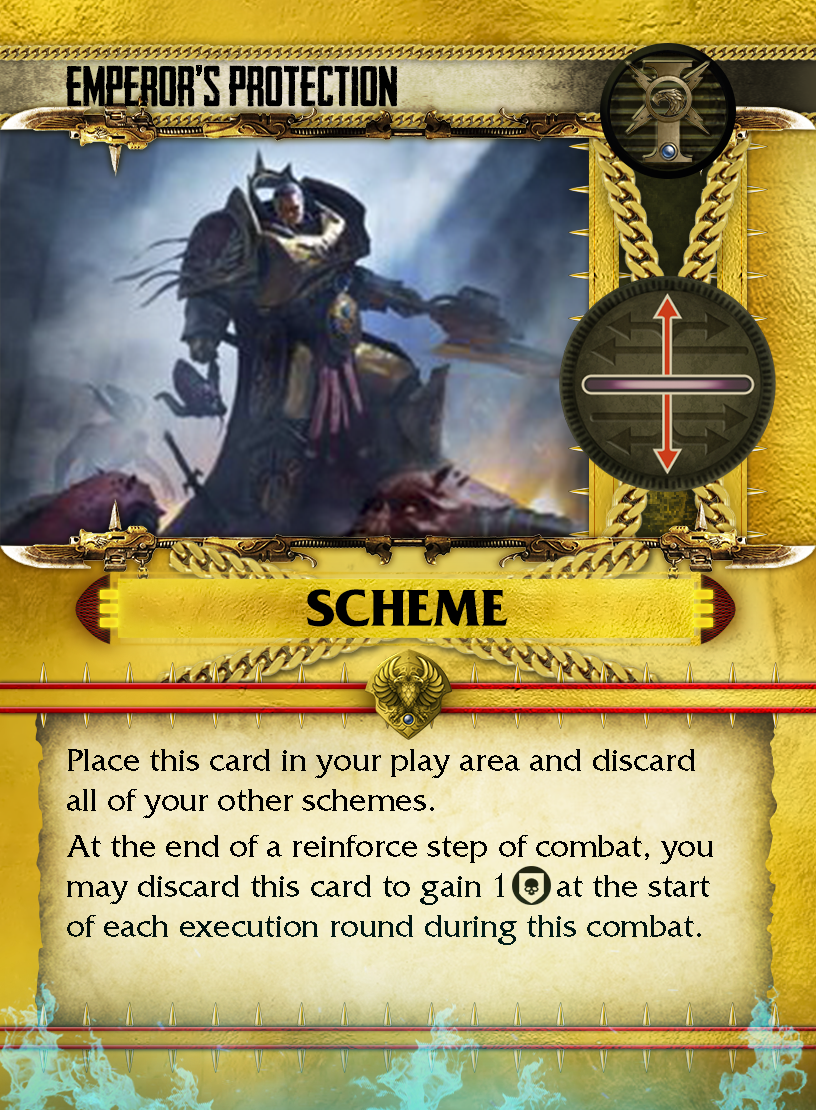 EMPEROR'S PROTECTION
SCHEME
Place this card in your play area and discard
all of your other schemes.
At the end of a reinforce step of combat, you
may discard this card to gain 1 at the start
of each execution round during this combat.